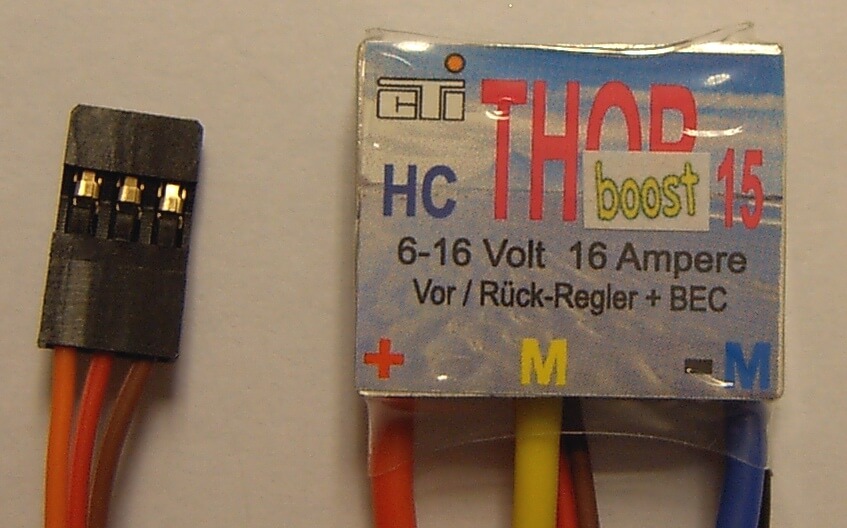 CTI
THOR
HC boost 15
6-16 Volt 16 Ampere
Vor / Rück-Regler + BEC
+ M - M